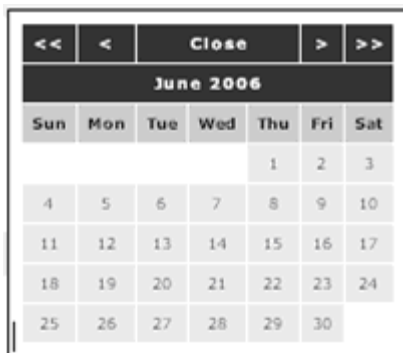 << < Close > >>
June 2006
Sun Mon Tue Wed Thu Fri Sat
1 2 3
4 5 6 7 8 9 10
11 12 13 14 15 16 17
18 19 20 21 22 23 24
25 26 27 28 29 30